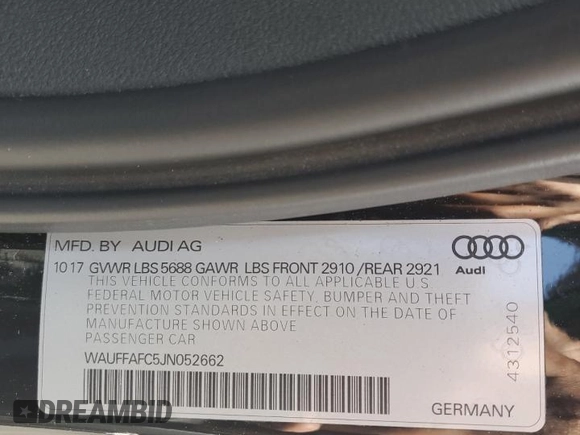 MFD. BY AUDI AG
10 17 GVWR LBS 5688 GAWR LBS FRONT 2910 /REAR 2921
Audi
THIS VEHICLE CONFORMS TO ALL APPLICABLE U S
FEDERAL MOTOR VEHICLE SAFETY, BUMPER AND THEFT
PREVENTION STANDARDS IN EFFECT ON THE DATE OF
MANUFACTURE SHOWN ABOVE
PASSENGER CAR
WAUFFAFC5JN052662
4312540
GERMANY
DREAMBID